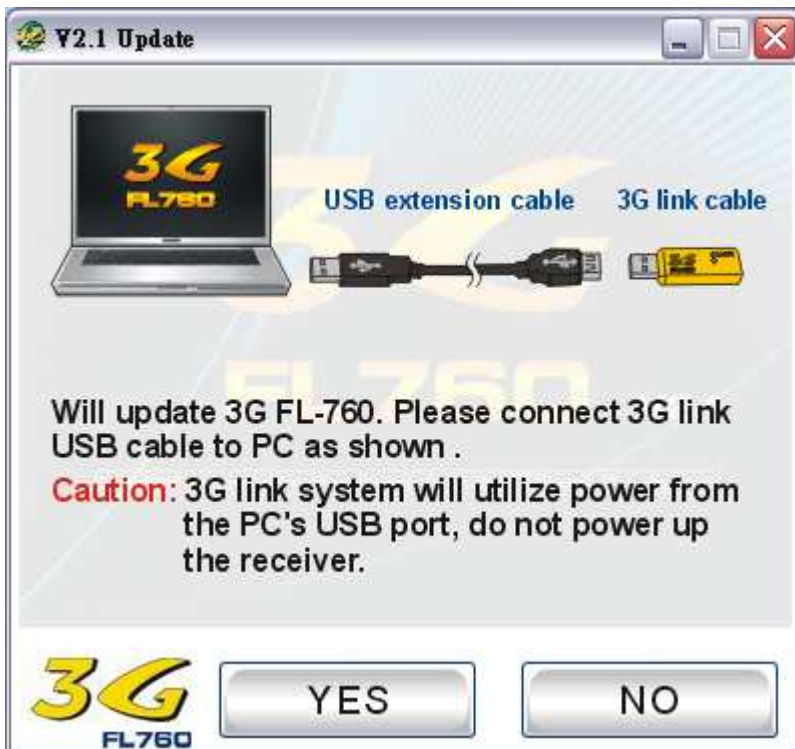 V2.1 Update
3G
FL760
USB extension cable
3G link cable
3G
FL760
Will update 3G FL-760. Please connect 3G link
USB cable to PC as shown .
Caution: 3G link system will utilize power from
the PC's USB port, do not power up
the receiver.
3G
FL760
YES
NO